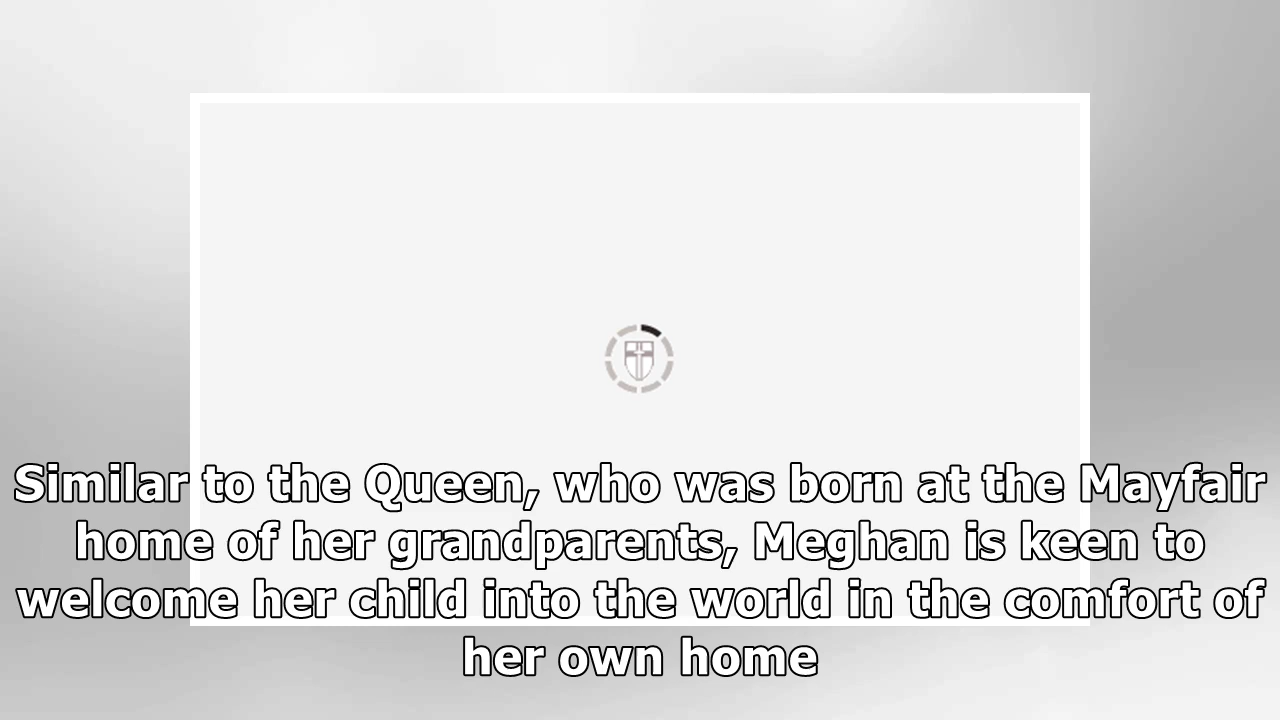 Similar to the Queen, who was born at the Mayfair
home of her grandparents, Meghan is keen to
welcome her child into the world in the comfort of
her own home